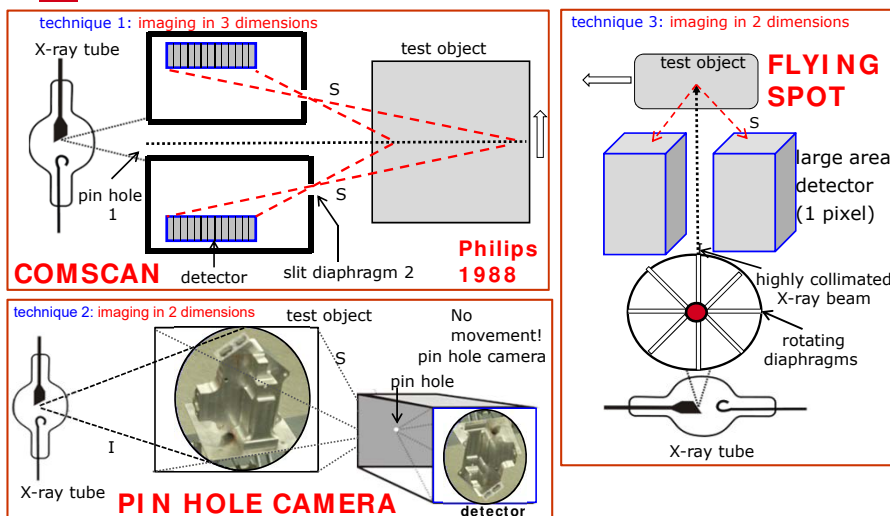 technique 1: imaging in 3 dimensions
X-ray tube
test object
S
S
pin hole
1
detector
slit diaphragm 2
COMSCAN
Philips
1988
technique 2: imaging in 2 dimensions
test object
No
movement!
pin hole camera
S
pin hole
I
X-ray tube
PIN HOLE CAMERA
detector
technique 3: imaging in 2 dimensions
test object
FLYING
SPOT
S
large area
detector
(1 pixel)
I
highly collimated
X-ray beam
rotating
diaphragms
X-ray tube